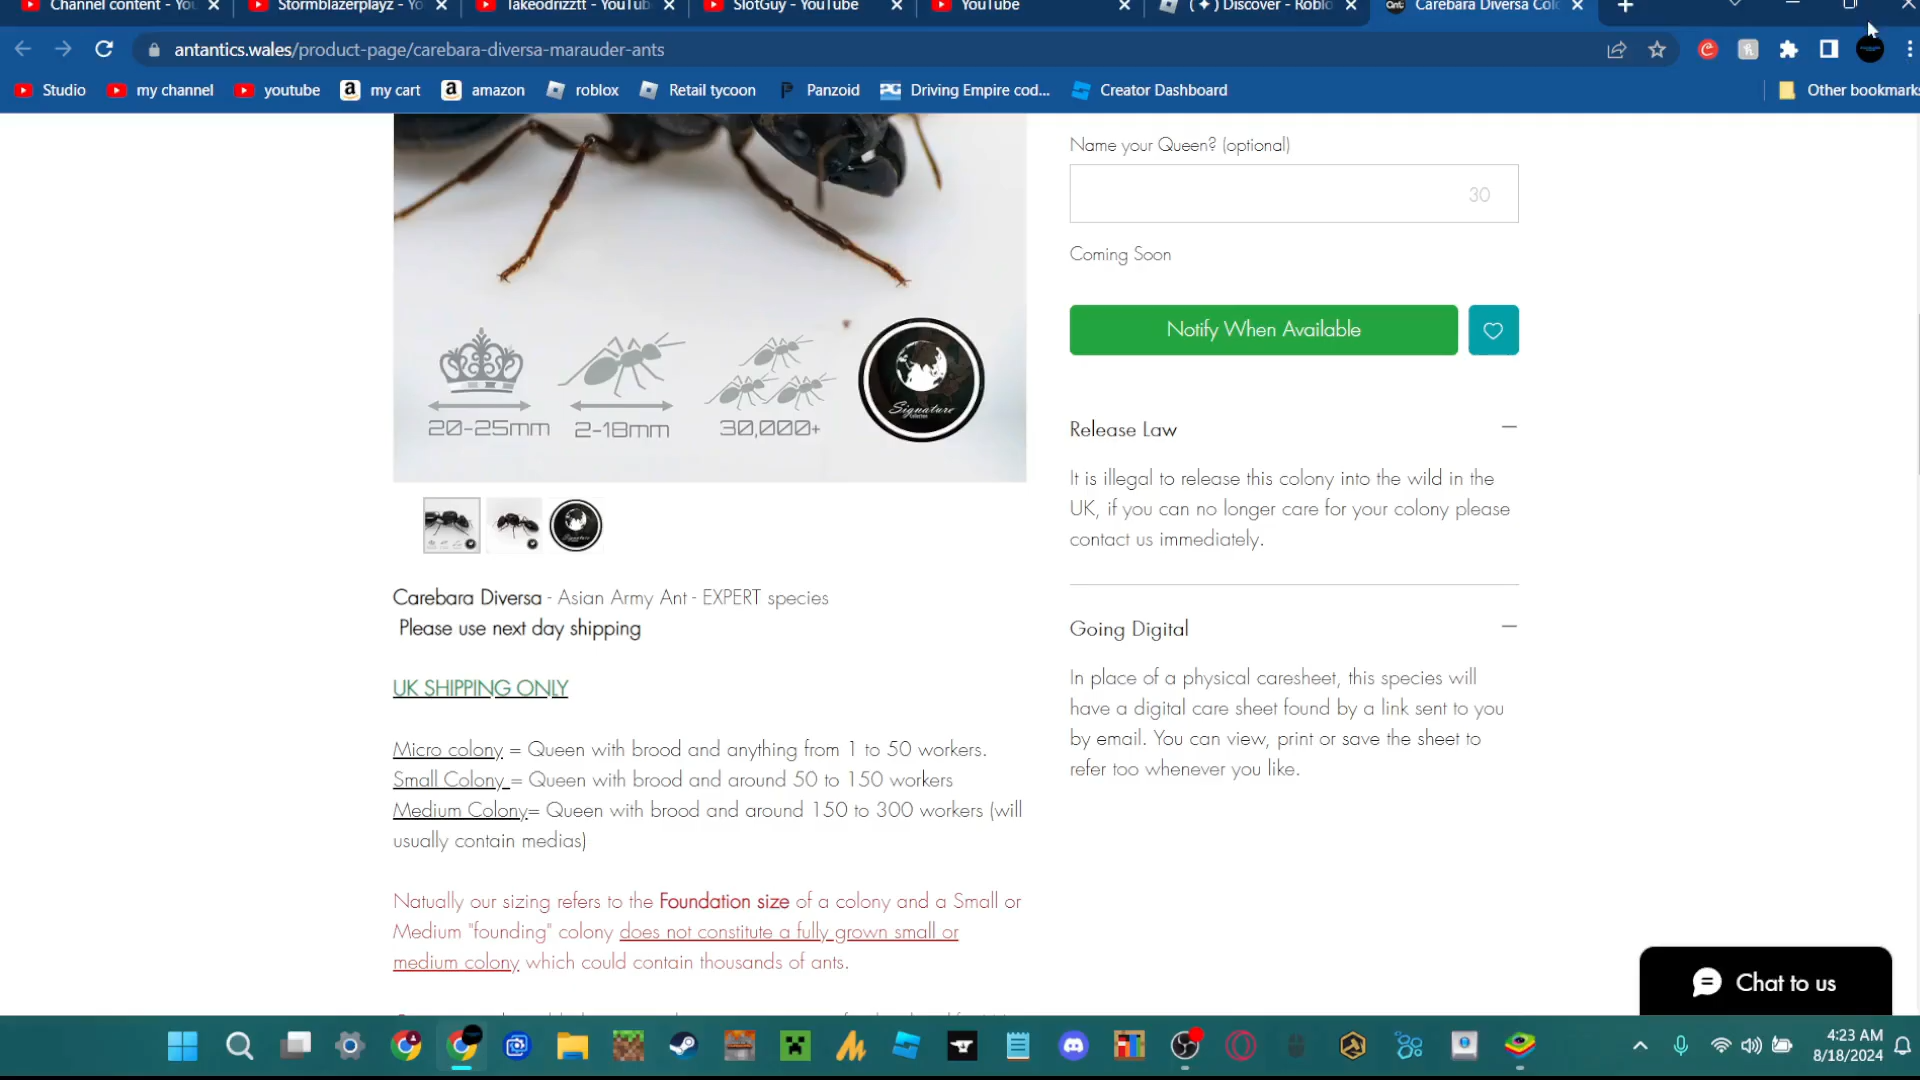 Channel content - You
Stormblazerplayz - Yo
Takeodrizztt - YouTub
SlotGuy - YouTube
YouTube
(✦) Discover - Roblo
Carebara Diversa Colo
antantics.wales/product-page/carebara-diversa-marauder-ants
Studio
my channel
youtube
my cart
amazon
roblox
Retail tycoon
Panzoid
Driving Empire cod...
Creator Dashboard
Other bookmarks
20-25mm
2-18mm
30,000+
Signature
Carebara Diversa - Asian Army Ant - EXPERT species
Please use next day shipping
UK SHIPPING ONLY
Micro colony = Queen with brood and anything from 1 to 50 workers.
Small Colony = Queen with brood and around 50 to 150 workers
Medium Colony= Queen with brood and around 150 to 300 workers (will
usually contain medias)
Natually our sizing refers to the Foundation size of a colony and a Small or
Medium "founding" colony does not constitute a fully grown small or
medium colony which could contain thousands of ants.
Name your Queen? (optional)
30
Coming Soon
Notify When Available
Release Law
It is illegal to release this colony into the wild in the
UK, if you can no longer care for your colony please
contact us immediately.
Going Digital
In place of a physical caresheet, this species will
have a digital care sheet found by a link sent to you
by email. You can view, print or save the sheet to
refer too whenever you like.
Chat to us
4:23 AM
8/18/2024